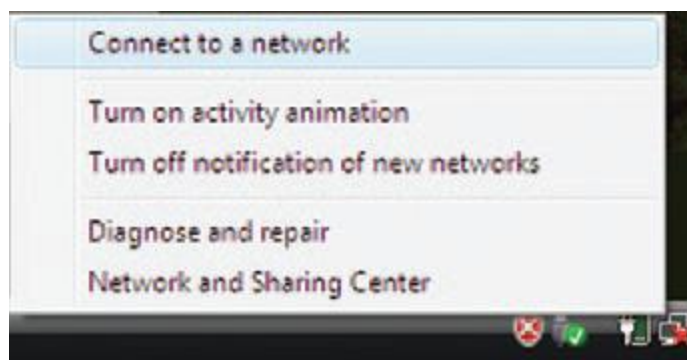 Connect to a network
Turn on activity animation
Turn off notification of new networks
Diagnose and repair
Network and Sharing Center